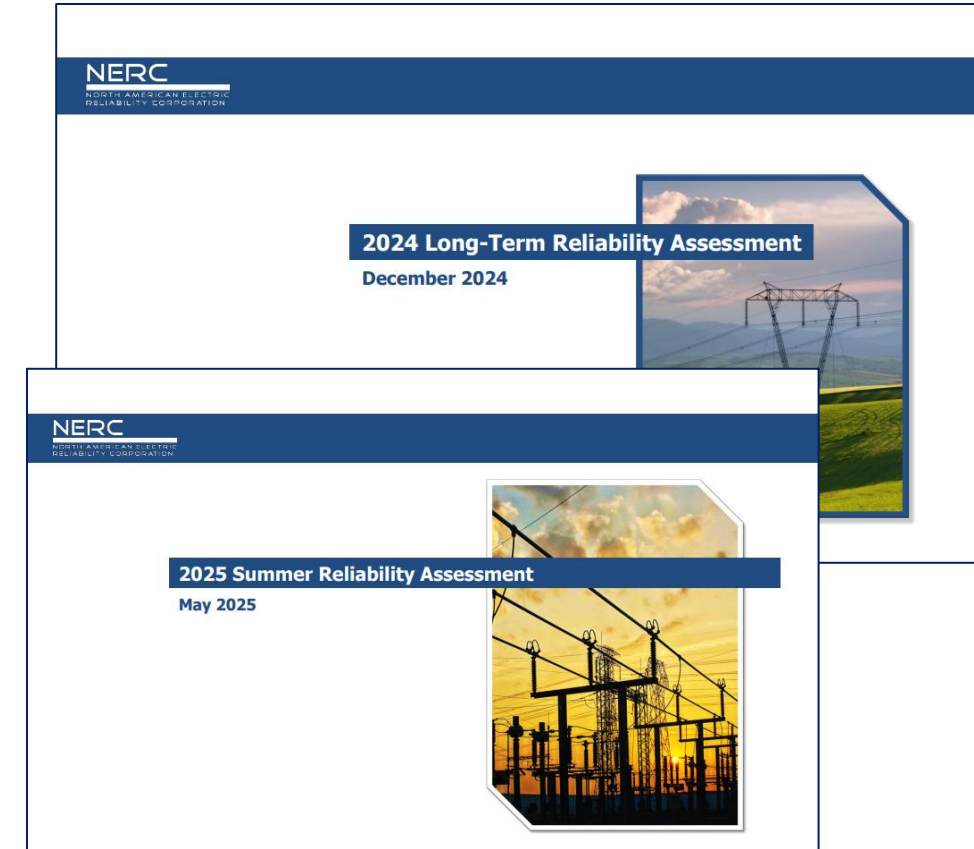 NERC
NORTH AMERICAN ELECTRIC
RELIABILITY CORPORATION
2024 Long-Term Reliability Assessment
December 2024
NERC
NORTH AMERICAN ELECTRIC
RELIABILITY CORPORATION
2025 Summer Reliability Assessment
May 2025